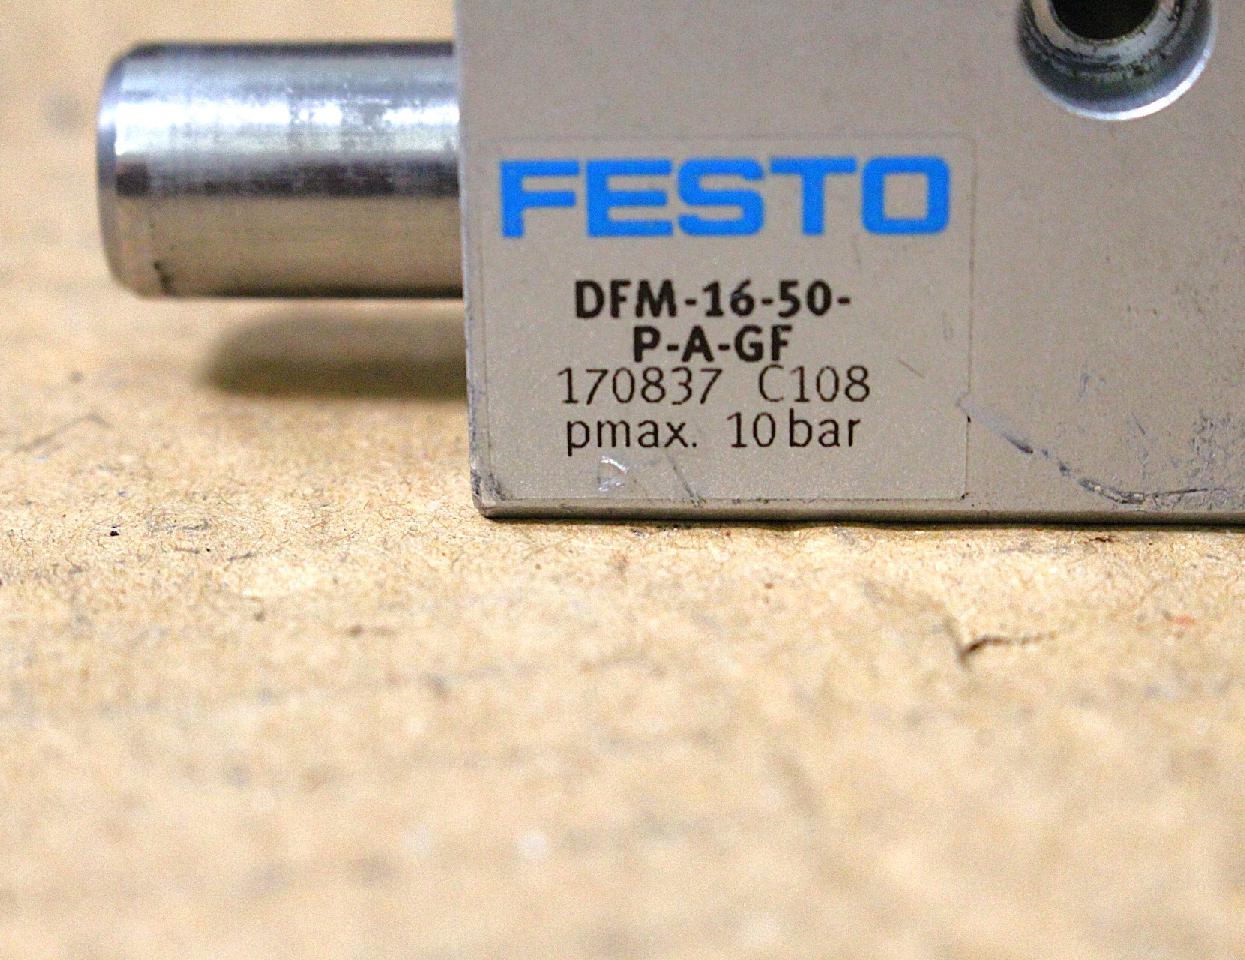 FESTO
DFM-16-50-
P-A-GF
170837 C108
pmax. 10 bar